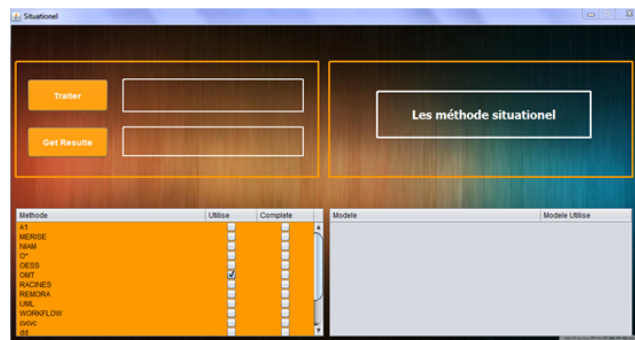 Situationel
Traiter
Get Resulte
Les méthode situationel
Methode Utilise Complete
A1
MERISE
NIAM
O*
OESS
OMT
RACINES
REMORA
UML
WORKFLOW
cvcvc
dd
Modele Modele Utilise